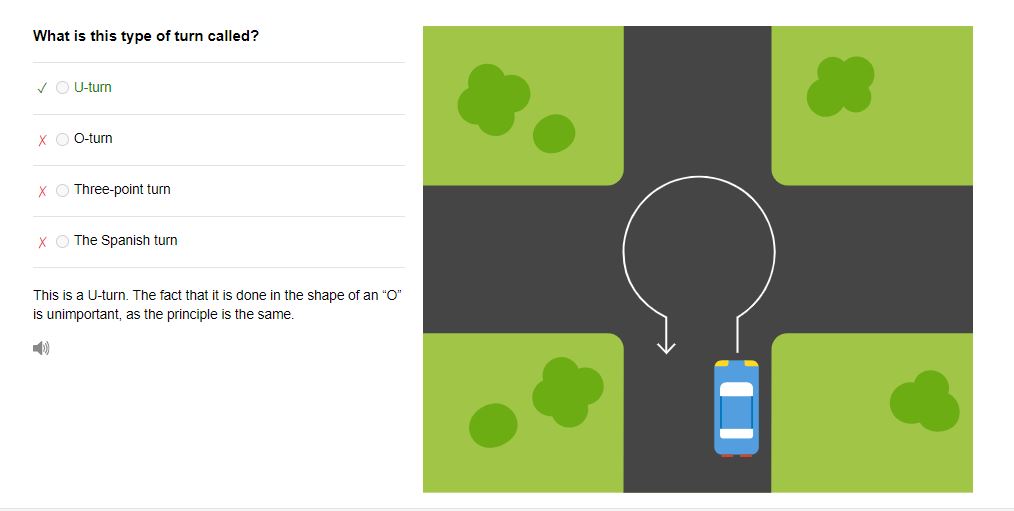 What is this type of turn called?
✓ U-turn
✗ O-turn
✗ Three-point turn
✗ The Spanish turn
This is a U-turn. The fact that it is done in the shape of an “O”
is unimportant, as the principle is the same.